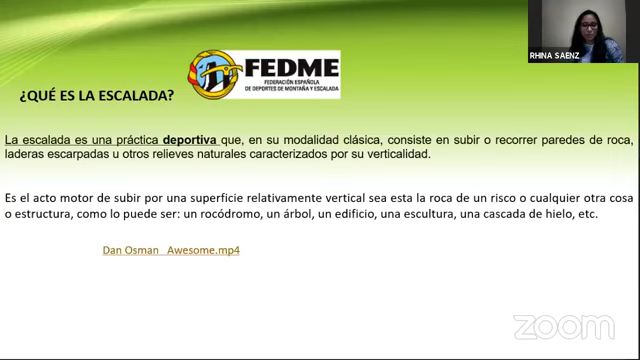 RHINA SAENZ
FEDME
FEDERACIÓN ESPAÑOLA
DE DEPORTES DE MONTAÑA Y ESCALADA
¿QUÉ ES LA ESCALADA?
La escalada es una práctica deportiva que, en su modalidad clásica, consiste en subir o recorrer paredes de roca,
laderas escarpadas u otros relieves naturales caracterizados por su verticalidad.
Es el acto motor de subir por una superficie relativamente vertical sea esta la roca de un risco o cualquier otra cosa
o estructura, como lo puede ser: un rocódromo, un árbol, un edificio, una escultura, una cascada de hielo, etc.
Dan Osman Awesome.mp4
zoom